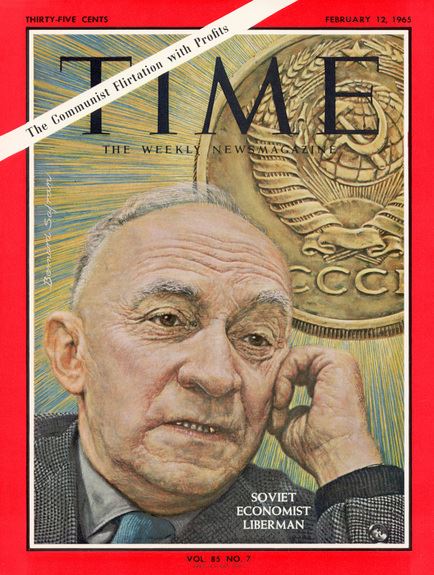 THIRTY-FIVE CENTS
FEBRUARY 12, 1965
The Communist Flirtation with Profits
TIME
THE WEEKLY NEWSMAGAZINE
Bernard Safran
СССР
SOVIET
ECONOMIST
LIBERMAN
VOL. 85 NO. 7